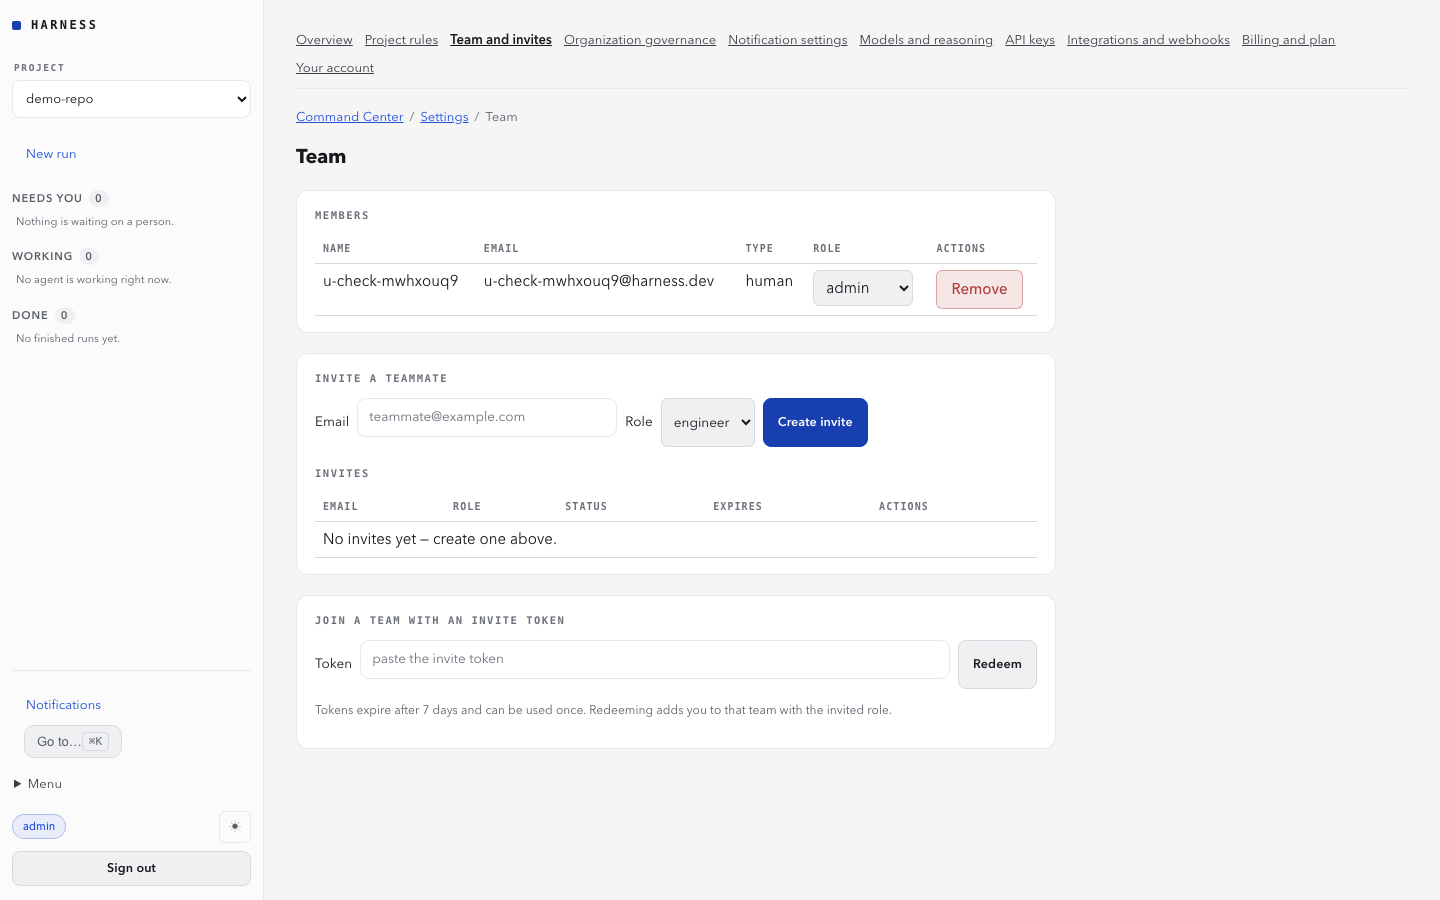 HARNESS
PROJECT
demo-repo
New run
NEEDS YOU 0
Nothing is waiting on a person.
WORKING 0
No agent is working right now.
DONE 0
No finished runs yet.
Notifications
Go to... ⌘K
Menu
admin
Sign out
Overview Project rules Team and invites Organization governance Notification settings Models and reasoning API keys Integrations and webhooks Billing and plan
Your account
Command Center / Settings / Team
Team
MEMBERS
NAME EMAIL TYPE ROLE ACTIONS
u-check-mwhxouq9 u-check-mwhxouq9@harness.dev human admin Remove
INVITE A TEAMMATE
Email teammate@example.com Role engineer Create invite
INVITES
EMAIL ROLE STATUS EXPIRES ACTIONS
No invites yet – create one above.
JOIN A TEAM WITH AN INVITE TOKEN
Token paste the invite token Redeem
Tokens expire after 7 days and can be used once. Redeeming adds you to that team with the invited role.